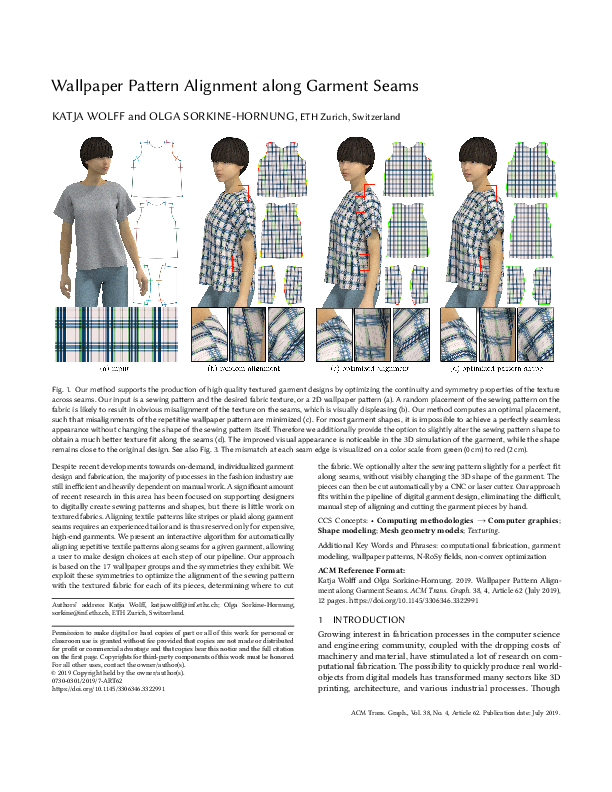 Wallpaper Pattern Alignment along Garment Seams
KATJA WOLFF and OLGA SORKINE-HORNUNG, ETH Zurich, Switzerland
(a) input
(b) random alignment
(c) optimized alignment
(d) optimized pattern shape
Fig. 1. Our method supports the production of high quality textured garment designs by optimizing the continuity and symmetry properties of the texture
across seams. Our input is a sewing pattern and the desired fabric texture, or a 2D wallpaper pattern (a). A random placement of the sewing pattern on the
fabric is likely to result in obvious misalignment of the texture on the seams, which is visually displeasing (b). Our method computes an optimal placement,
such that misalignments of the repetitive wallpaper pattern are minimized (c). For most garment shapes, it is impossible to achieve a perfectly seamless
appearance without changing the shape of the sewing pattern itself. Therefore we additionally provide the option to slightly alter the sewing pattern shape to
obtain a much better texture fit along the seams (d). The improved visual appearance is noticeable in the 3D simulation of the garment, while the shape
remains close to the original design. See also Fig. 3. The mismatch at each seam edge is visualized on a color scale from green (0 cm) to red (2 cm).
Despite recent developments towards on-demand, individualized garment
design and fabrication, the majority of processes in the fashion industry are
still inefficient and heavily dependent on manual work. A significant amount
of recent research in this area has been focused on supporting designers
to digitally create sewing patterns and shapes, but there is little work on
textured fabrics. Aligning textile patterns like stripes or plaid along garment
seams requires an experienced tailor and is thus reserved only for expensive,
high-end garments. We present an interactive algorithm for automatically
aligning repetitive textile patterns along seams for a given garment, allowing
a user to make design choices at each step of our pipeline. Our approach
is based on the 17 wallpaper groups and the symmetries they exhibit. We
exploit these symmetries to optimize the alignment of the sewing pattern
with the textured fabric for each of its pieces, determining where to cut
Authors' address: Katja Wolff, katja.wolff@inf.ethz.ch; Olga Sorkine-Hornung,
sorkine@inf.ethz.ch, ETH Zurich, Switzerland.
Permission to make digital or hard copies of part or all of this work for personal or
classroom use is granted without fee provided that copies are not made or distributed
for profit or commercial advantage and that copies bear this notice and the full citation
on the first page. Copyrights for third-party components of this work must be honored.
For all other uses, contact the owner/author(s).
© 2019 Copyright held by the owner/author(s).
0730-0301/2019/7-ART62
https://doi.org/10.1145/3306346.3322991
the fabric. We optionally alter the sewing pattern slightly for a perfect fit
along seams, without visibly changing the 3D shape of the garment. The
pieces can then be cut automatically by a CNC or laser cutter. Our approach
fits within the pipeline of digital garment design, eliminating the difficult,
manual step of aligning and cutting the garment pieces by hand.
CCS Concepts: • Computing methodologies → Computer graphics;
Shape modeling; Mesh geometry models; Texturing.
Additional Key Words and Phrases: computational fabrication, garment
modeling, wallpaper patterns, N-RoSy fields, non-convex optimization
ACM Reference Format:
Katja Wolff and Olga Sorkine-Hornung. 2019. Wallpaper Pattern Align-
ment along Garment Seams. ACM Trans. Graph. 38, 4, Article 62 (July 2019),
12 pages. https://doi.org/10.1145/3306346.3322991
1 INTRODUCTION
Growing interest in fabrication processes in the computer science
and engineering community, coupled with the dropping costs of
machinery and material, have stimulated a lot of research on com-
putational fabrication. The possibility to quickly produce real world-
objects from digital models has transformed many sectors like 3D
printing, architecture, and various industrial processes. Though
ACM Trans. Graph., Vol. 38, No. 4, Article 62. Publication date: July 2019.